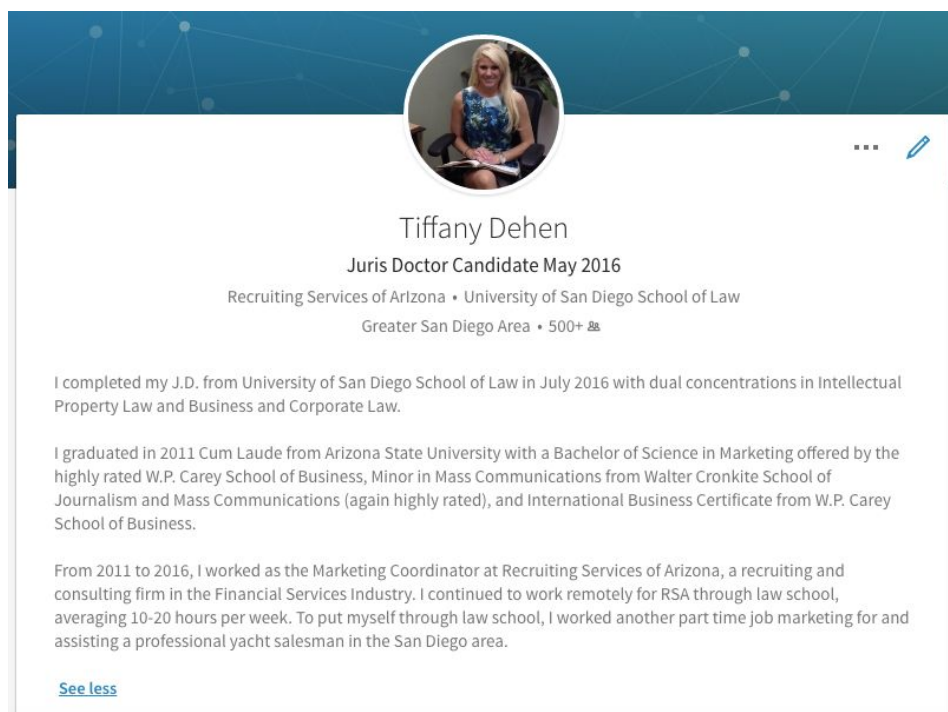 Tiffany Dehen
Juris Doctor Candidate May 2016
Recruiting Services of ArIzona • University of San Diego School of Law
Greater San Diego Area • 500+
I completed my J.D. from University of San Diego School of Law in July 2016 with dual concentrations in Intellectual
Property Law and Business and Corporate Law.
I graduated in 2011 Cum Laude from Arizona State University with a Bachelor of Science in Marketing offered by the
highly rated W.P. Carey School of Business, Minor in Mass Communications from Walter Cronkite School of
Journalism and Mass Communications (again highly rated), and International Business Certificate from W.P. Carey
School of Business.
From 2011 to 2016, I worked as the Marketing Coordinator at Recruiting Services of Arizona, a recruiting and
consulting firm in the Financial Services Industry. I continued to work remotely for RSA through law school,
averaging 10-20 hours per week. To put myself through law school, I worked another part time job marketing for and
assisting a professional yacht salesman in the San Diego area.
See less